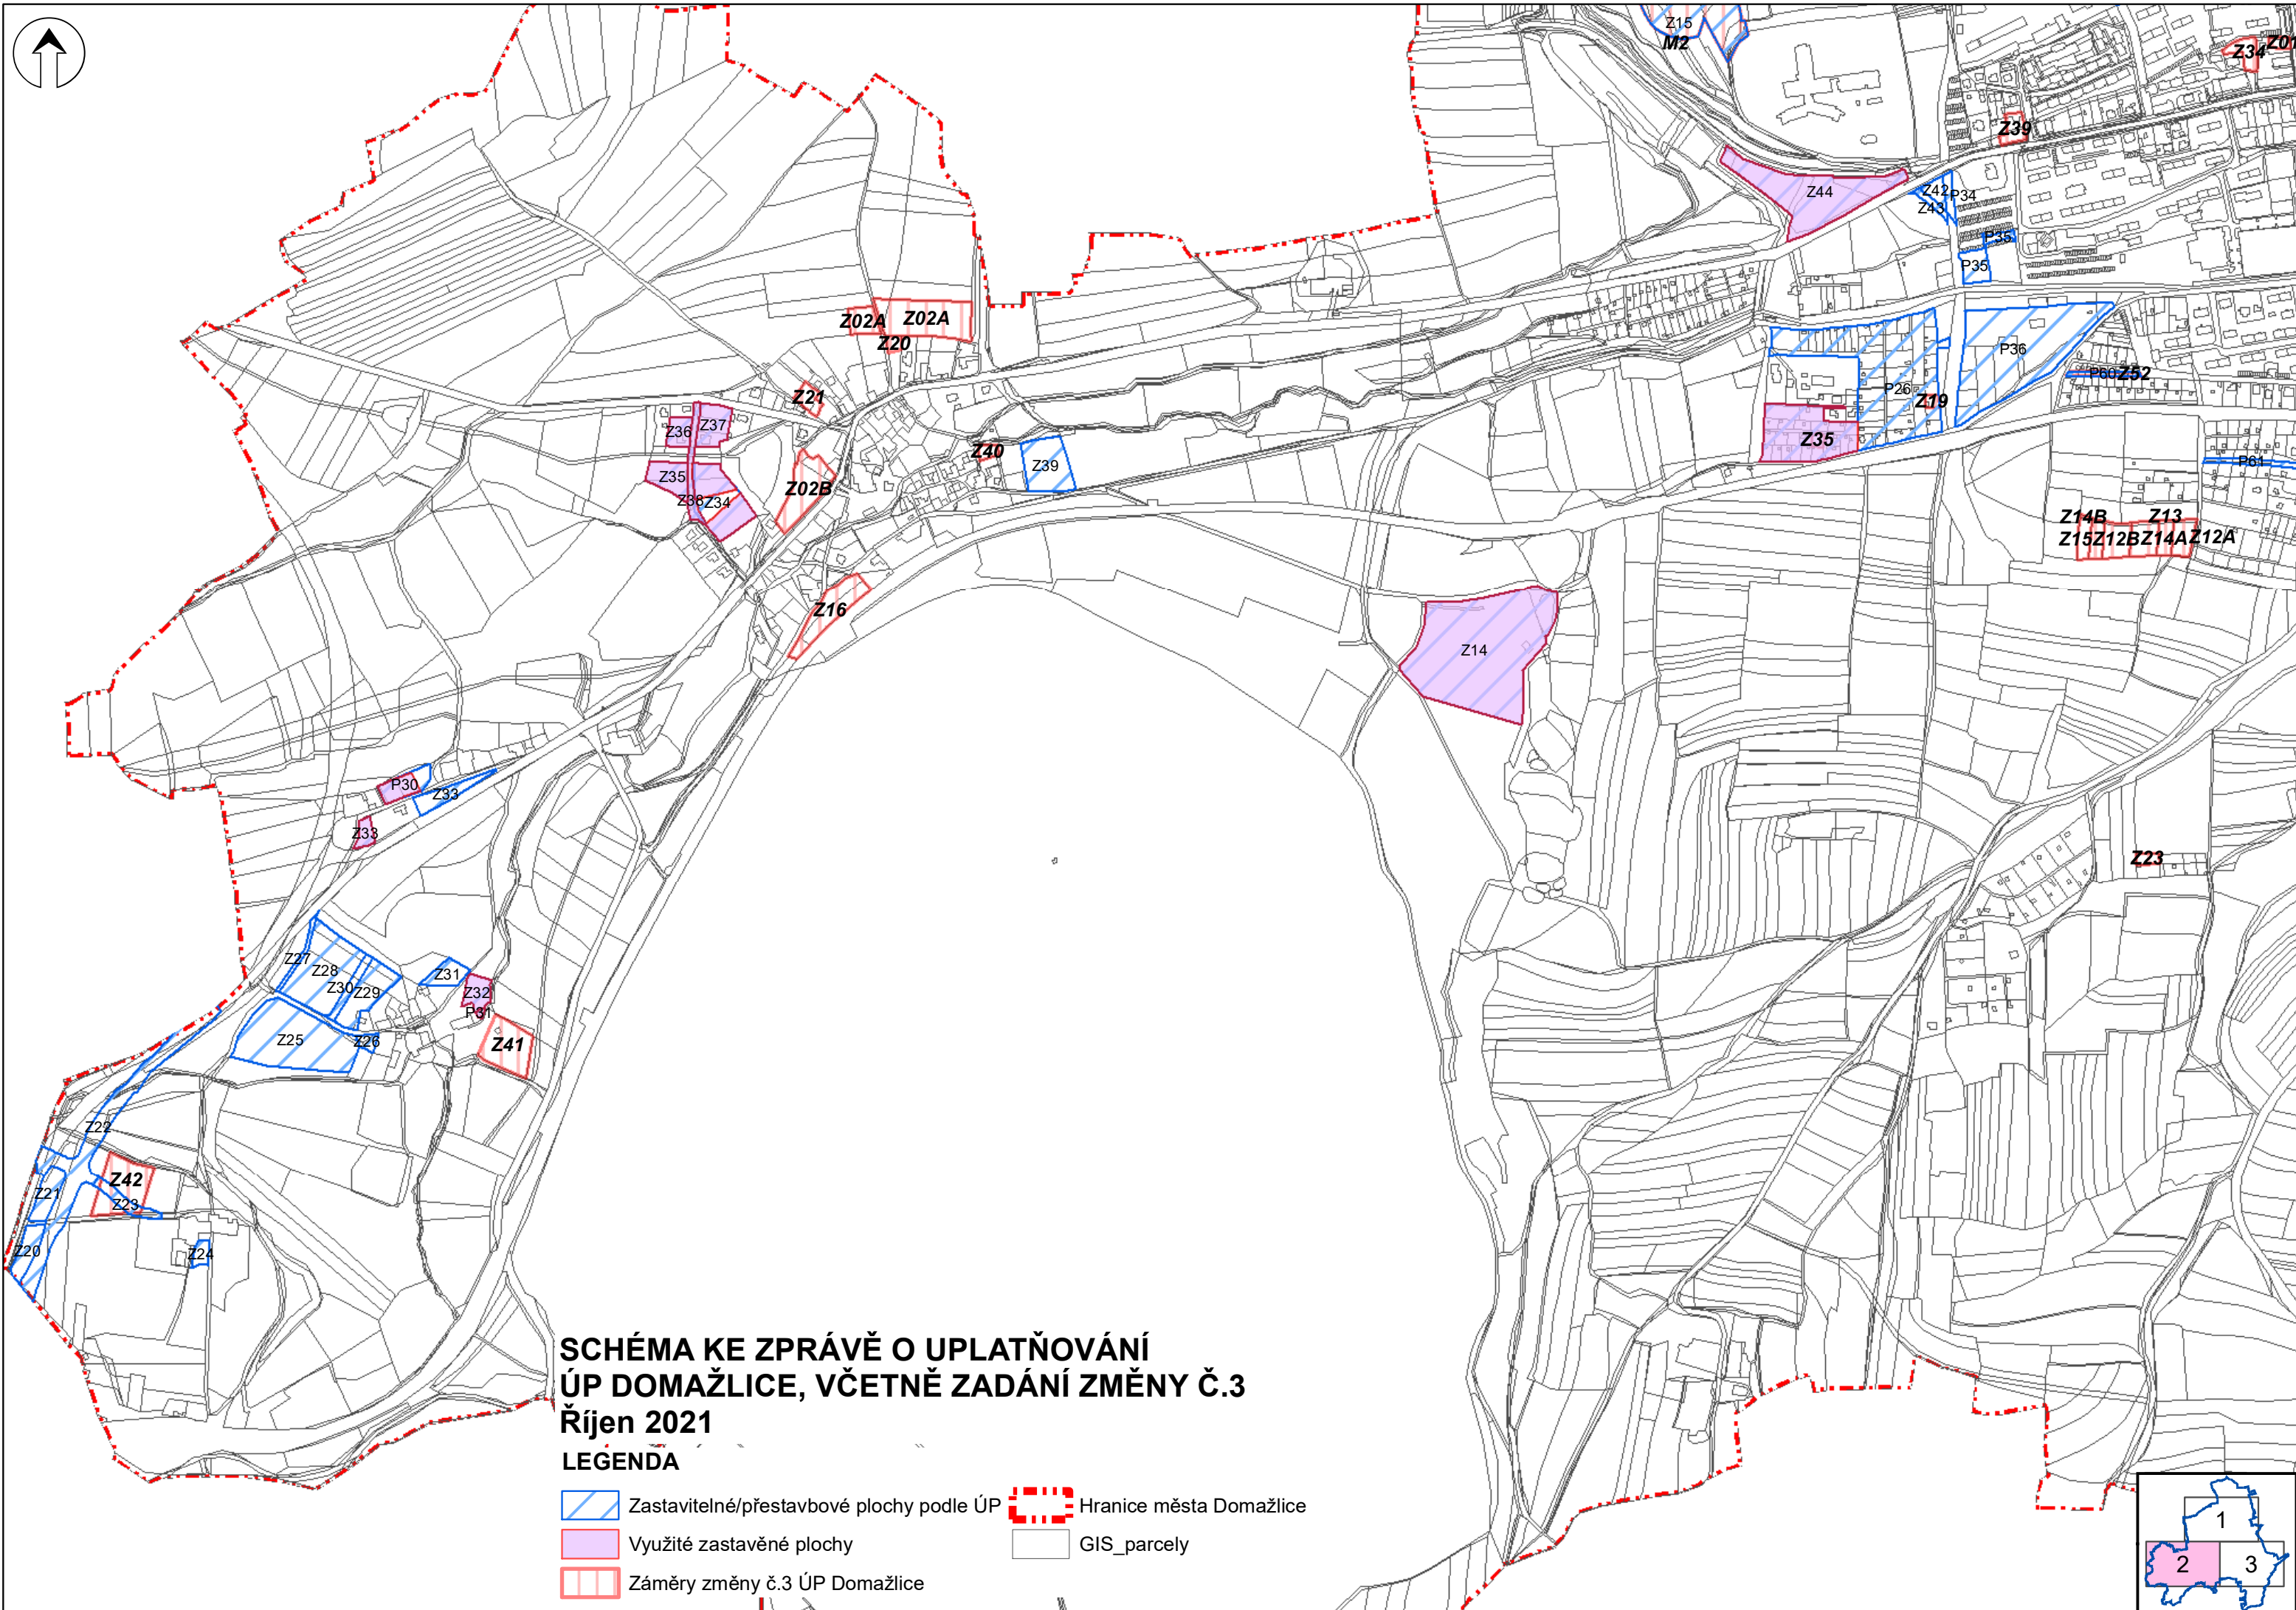 Z15
M2
Z34
Z01
Z39
Z44
Z42
P34
Z43
P35
P35
Z02A
Z02A
Z20
P36
P60
Z52
Z21
P26
Z19
Z36
Z37
Z35
Z40
Z39
P61
Z35
Z02B
Z38
Z34
Z14B
Z13
Z15
Z12B
Z14A
Z12A
Z16
Z14
P30
Z33
Z33
Z23
Z27
Z28
Z31
Z30
Z29
Z32
P31
Z25
Z26
Z41
Z22
Z42
Z21
Z23
Z20
Z24
SCHÉMA KE ZPRÁVĚ O UPLATŇOVÁNÍ
ÚP DOMAŽLICE, VČETNĚ ZADÁNÍ ZMĚNY Č.3
Říjen 2021
LEGENDA
Zastavitelné/přestavbové plochy podle ÚP
Hranice města Domažlice
Využité zastavěné plochy
GIS_parcely
Záměry změny č.3 ÚP Domažlice
1
2
3